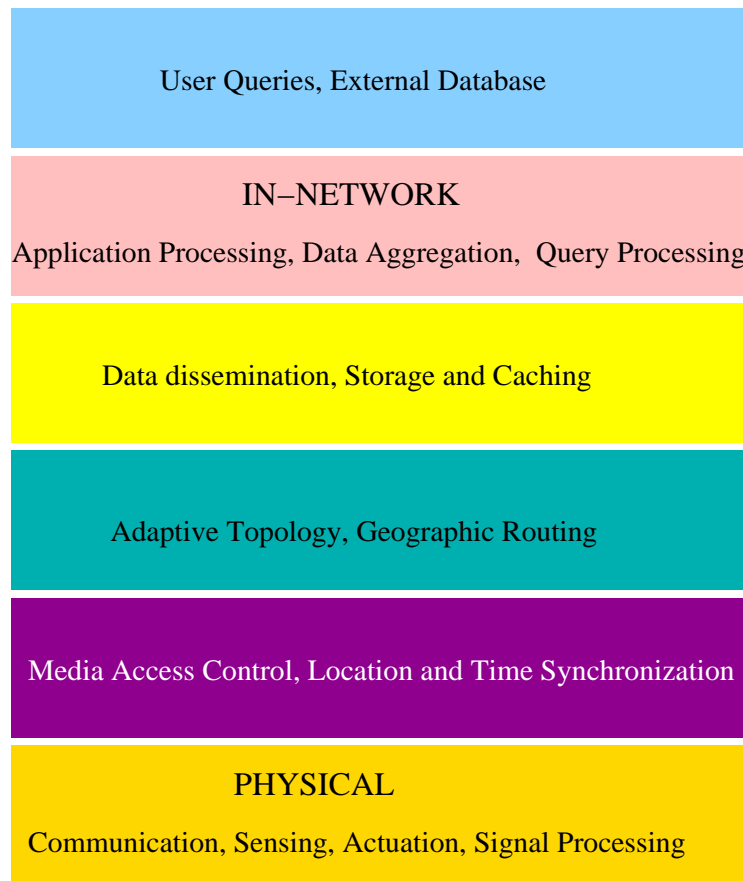 User Queries, External Database
IN−NETWORK
Application Processing, Data Aggregation, Query Processing
Data dissemination, Storage and Caching
Adaptive Topology, Geographic Routing
Media Access Control, Location and Time Synchronization
PHYSICAL
Communication, Sensing, Actuation, Signal Processing